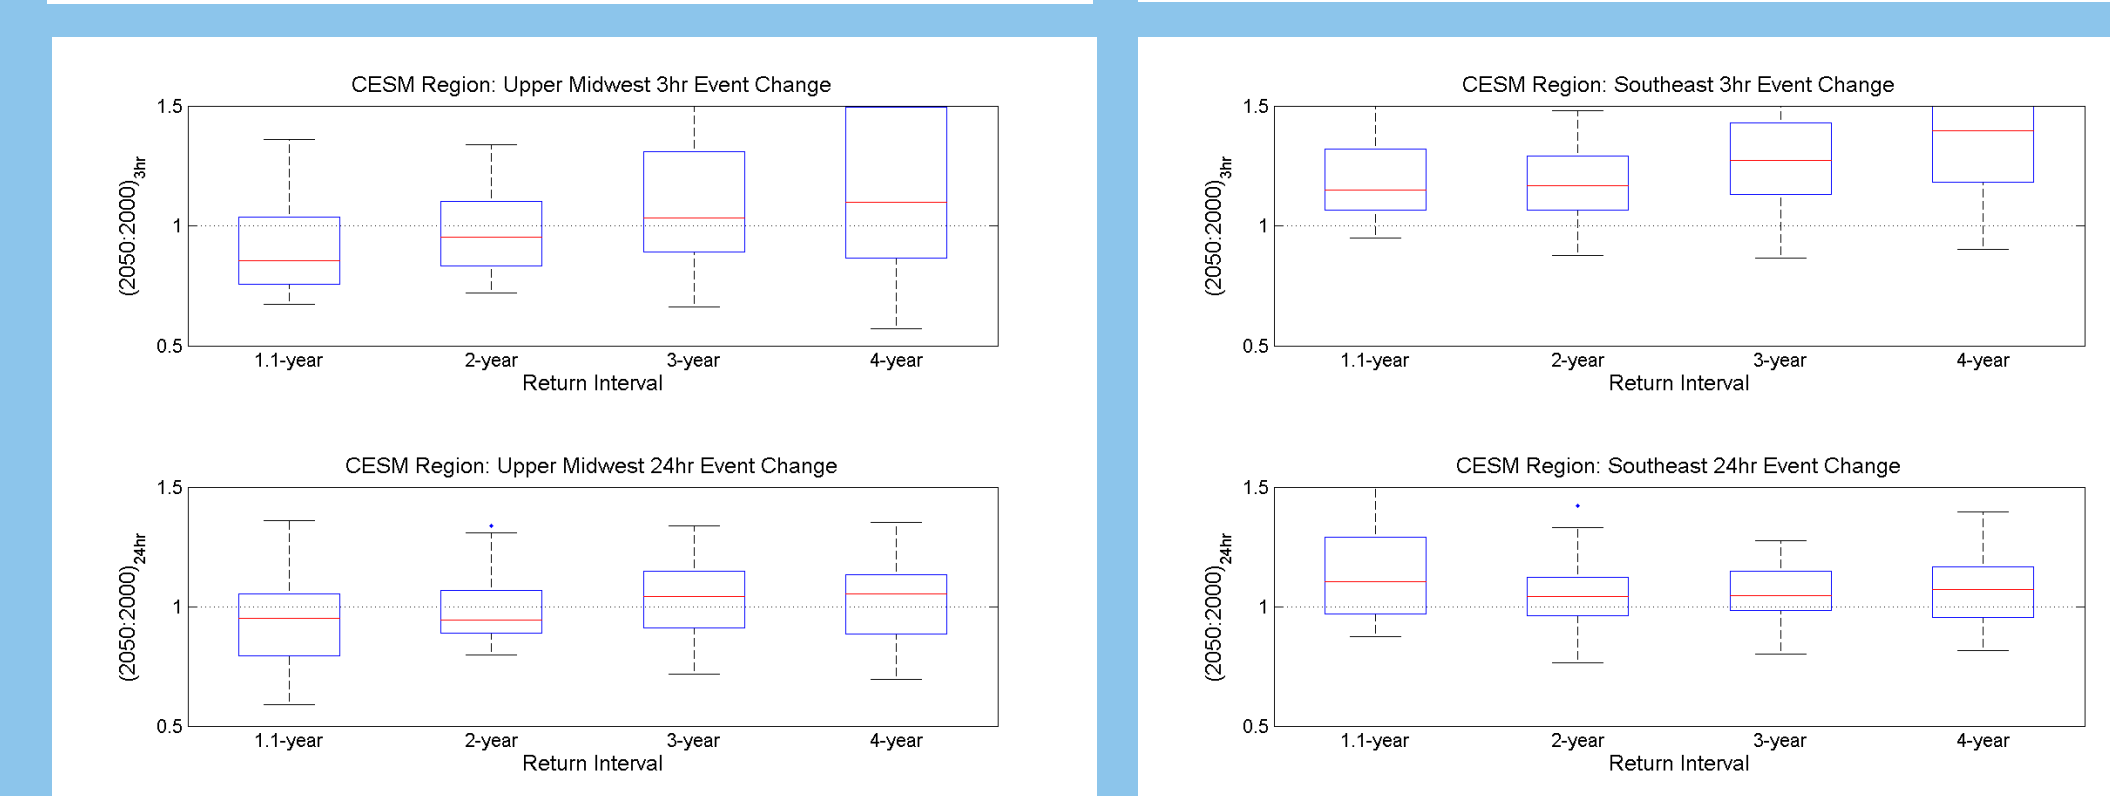 CESM Region: Upper Midwest 3hr Event Change
1.5
1
0.5
(2050:2000)3hr
1.1-year 2-year 3-year 4-year
Return Interval
CESM Region: Southeast 3hr Event Change
1.5
1
0.5
(2050:2000)3hr
1.1-year 2-year 3-year 4-year
Return Interval
CESM Region: Upper Midwest 24hr Event Change
1.5
1
0.5
(2050:2000)24hr
1.1-year 2-year 3-year 4-year
Return Interval
CESM Region: Southeast 24hr Event Change
1.5
1
0.5
(2050:2000)24hr
1.1-year 2-year 3-year 4-year
Return Interval